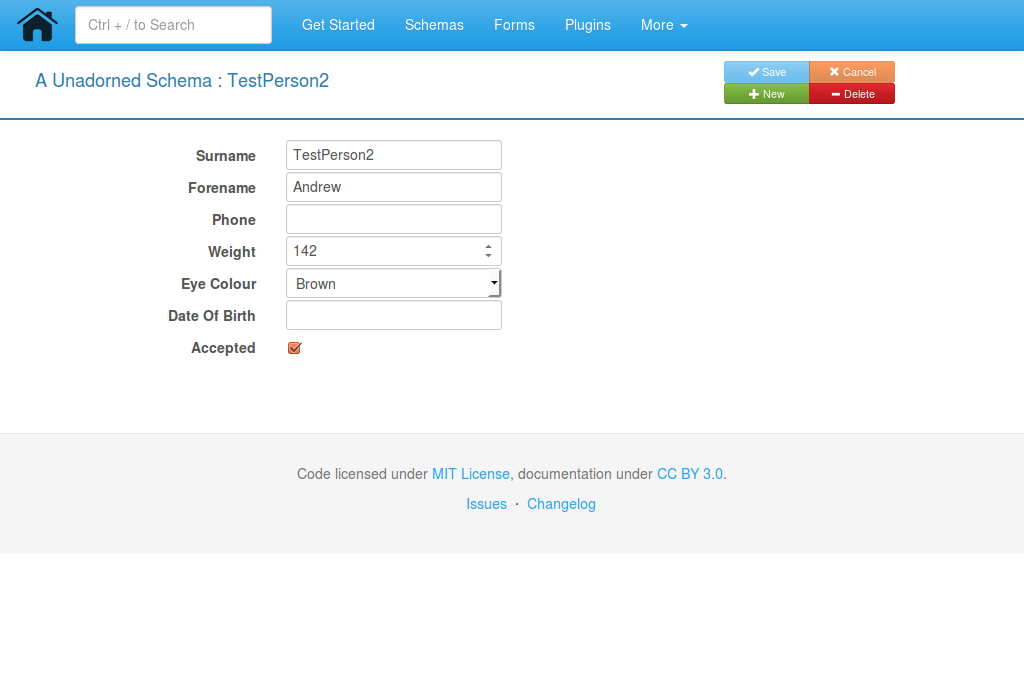 Ctrl + / to Search Get Started Schemas Forms Plugins More
A Unadorned Schema : TestPerson2
Save Cancel
New Delete
Surname TestPerson2
Forename Andrew
Phone
Weight 142
Eye Colour Brown
Date Of Birth
Accepted
Code licensed under MIT License, documentation under CC BY 3.0.
Issues · Changelog